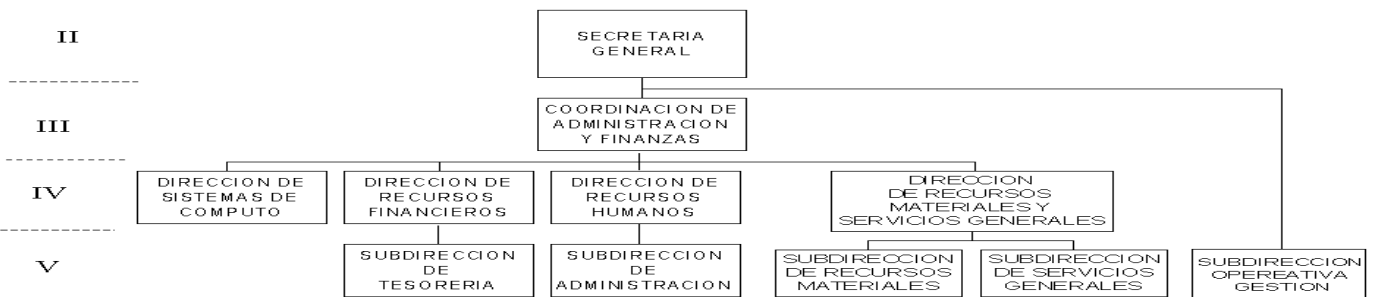 II
SECRETARIA
GENERAL
III
COORDINACION DE
ADMINISTRACION
Y FINANZAS
IV
DIRECCION DE
SISTEMAS DE
COMPUTO
DIRECCION DE
RECURSOS
FINANCIEROS
DIRECCION DE
RECURSOS
HUMANOS
DIRECCION
DE RECURSOS
MATERIALES Y
SERVICIOS GENERALES
V
SUBDIRECCION
DE
TESORERIA
SUBDIRECCION
DE
ADMINISTRACION
SUBDIRECCION
DE RECURSOS
MATERIALES
SUBDIRECCION
DE SERVICIOS
GENERALES
SUBDIRECCION
OPEREATIVA
GESTION